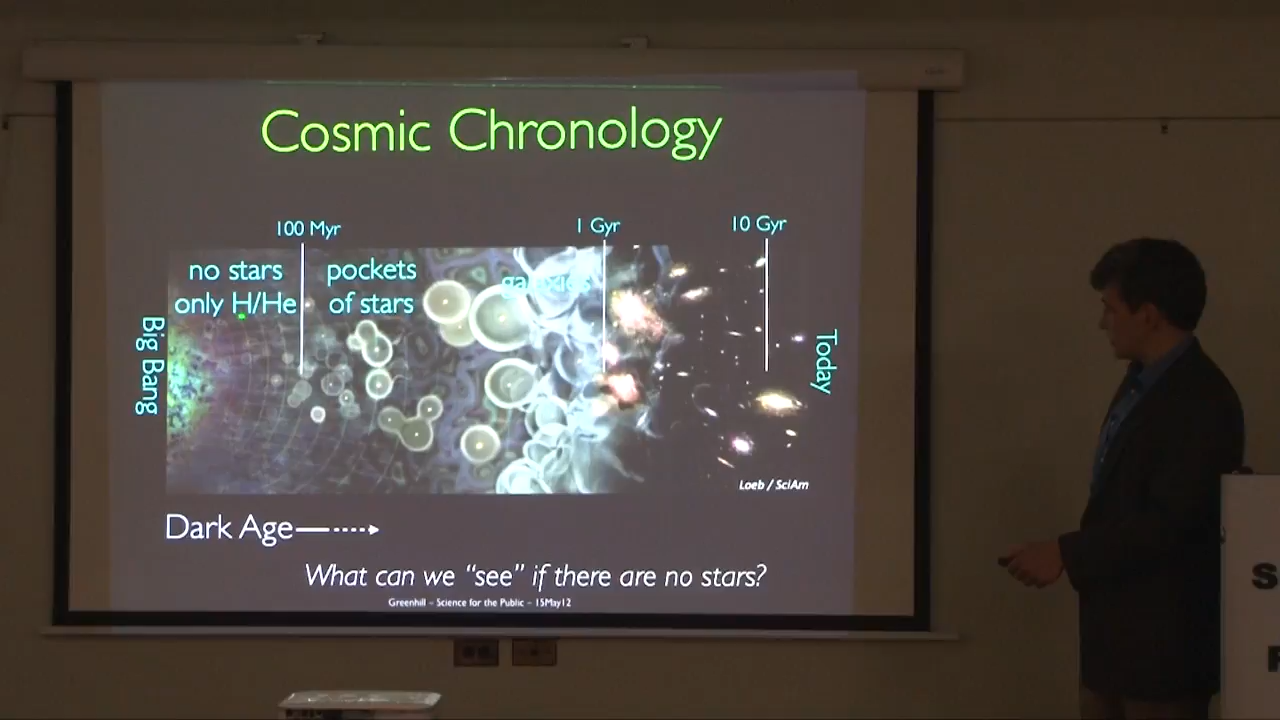 Cosmic Chronology
100 Myr
1 Gyr
10 Gyr
no stars
only H/He
pockets
of stars
galaxies
Big Bang
Today
Loeb / SciAm
Dark Age
What can we “see” if there are no stars?
Greenhill – Science for the Public – 15May12
S